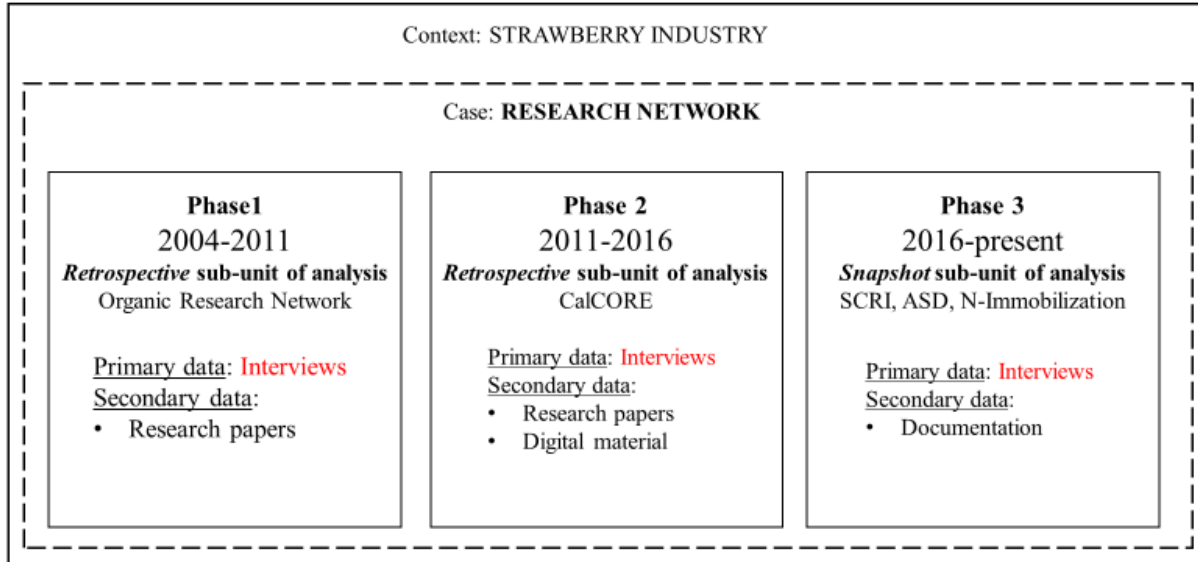 Context: STRAWBERRY INDUSTRY
Case: RESEARCH NETWORK
Phase1
2004-2011
Retrospective sub-unit of analysis
Organic Research Network
Primary data: Interviews
Secondary data:
• Research papers
Phase 2
2011-2016
Retrospective sub-unit of analysis
CalCORE
Primary data: Interviews
Secondary data:
• Research papers
• Digital material
Phase 3
2016-present
Snapshot sub-unit of analysis
SCRI, ASD, N-Immobilization
Primary data: Interviews
Secondary data:
• Documentation